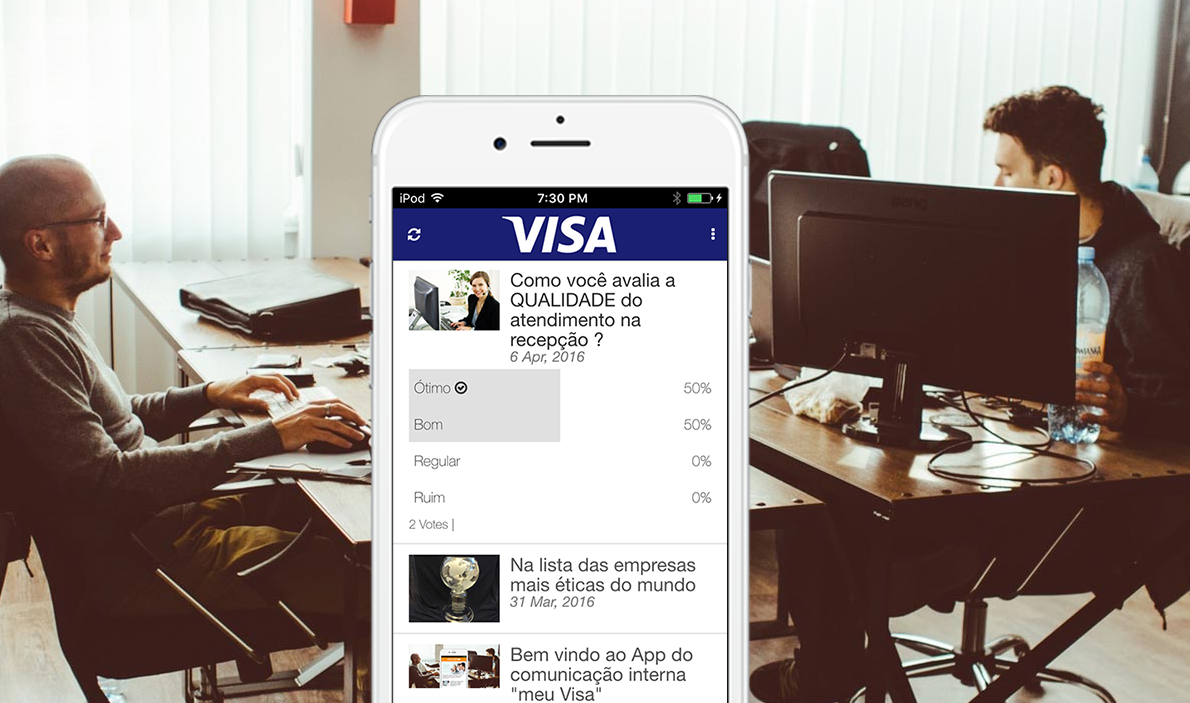 iPod 7:30 PM
VISA
Como você avalia a
QUALIDADE do
atendimento na
recepção ?
6 Apr, 2016
Ótimo 50%
Bom 50%
Regular 0%
Ruim 0%
2 Votes |
Na lista das empresas
mais éticas do mundo
31 Mar, 2016
Bem vindo ao App do
comunicação interna
"meu Visa"
BenQ